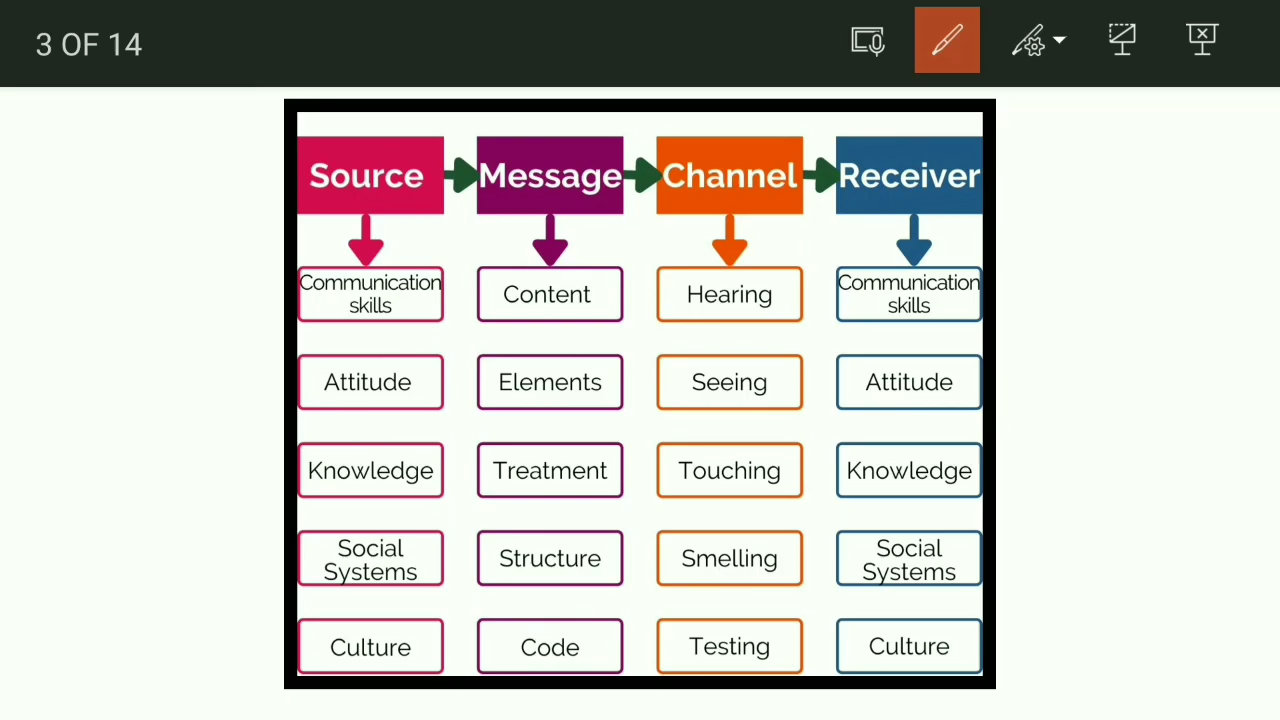 3 OF 14
Source Message Channel Receiver
Communication
skills
Content
Hearing
Communication
skills
Attitude
Elements
Seeing
Attitude
Knowledge
Treatment
Touching
Knowledge
Social
Systems
Structure
Smelling
Social
Systems
Culture
Code
Testing
Culture